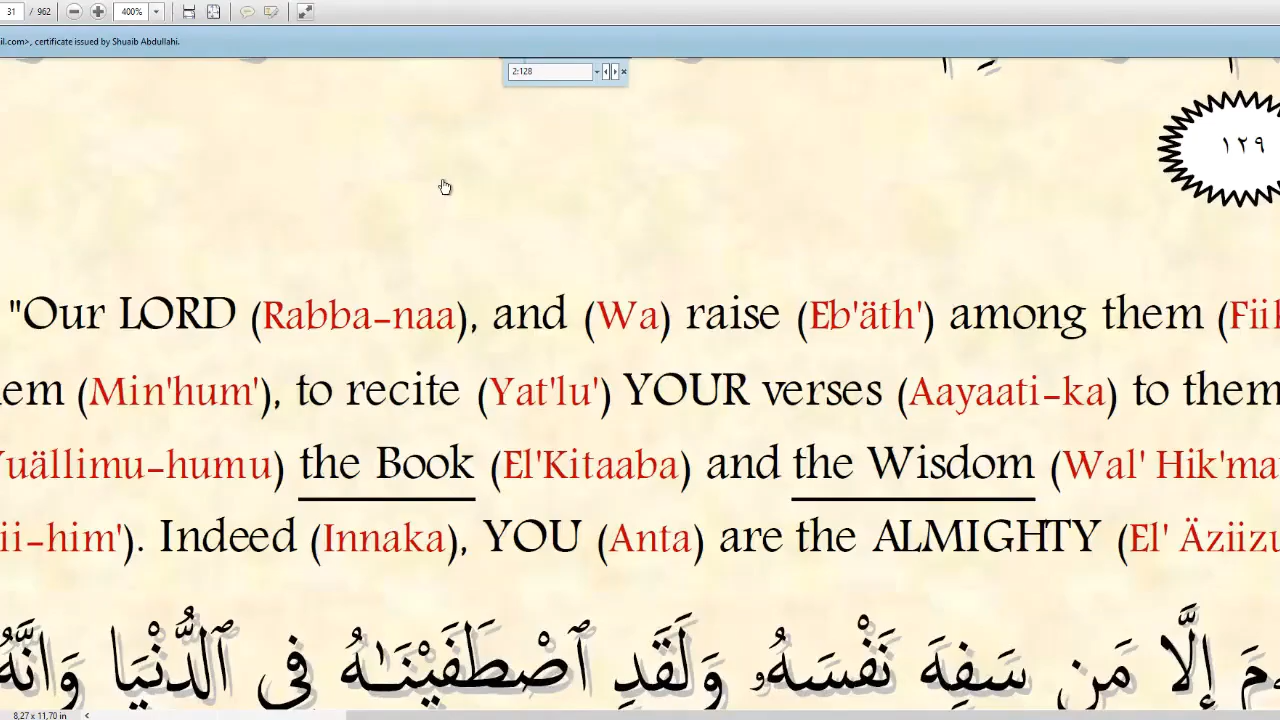 31 / 962 400%
il.com>, certificate issued by Shuaib Abdullahi.
2:128
١٢٩
"Our LORD (Rabba-naa), and (Wa) raise (Eb'äth') among them (Fii
em (Min'hum'), to recite (Yat'lu') YOUR verses (Aayaati-ka) to them
uällimu-humu) the Book (El'Kitaaba) and the Wisdom (Wal' Hik'ma
ii-him'). Indeed (Innaka), YOU (Anta) are the ALMIGHTY (El' Äziizu
مَ إِلَّا مَن سَفِهَ نَفْسَهُۥ وَلَقَدِ ٱصْطَفَيْنَـٰهُ فِى ٱلدُّنْيَا وَإِنَّهُ
8,27 x 11,70 in